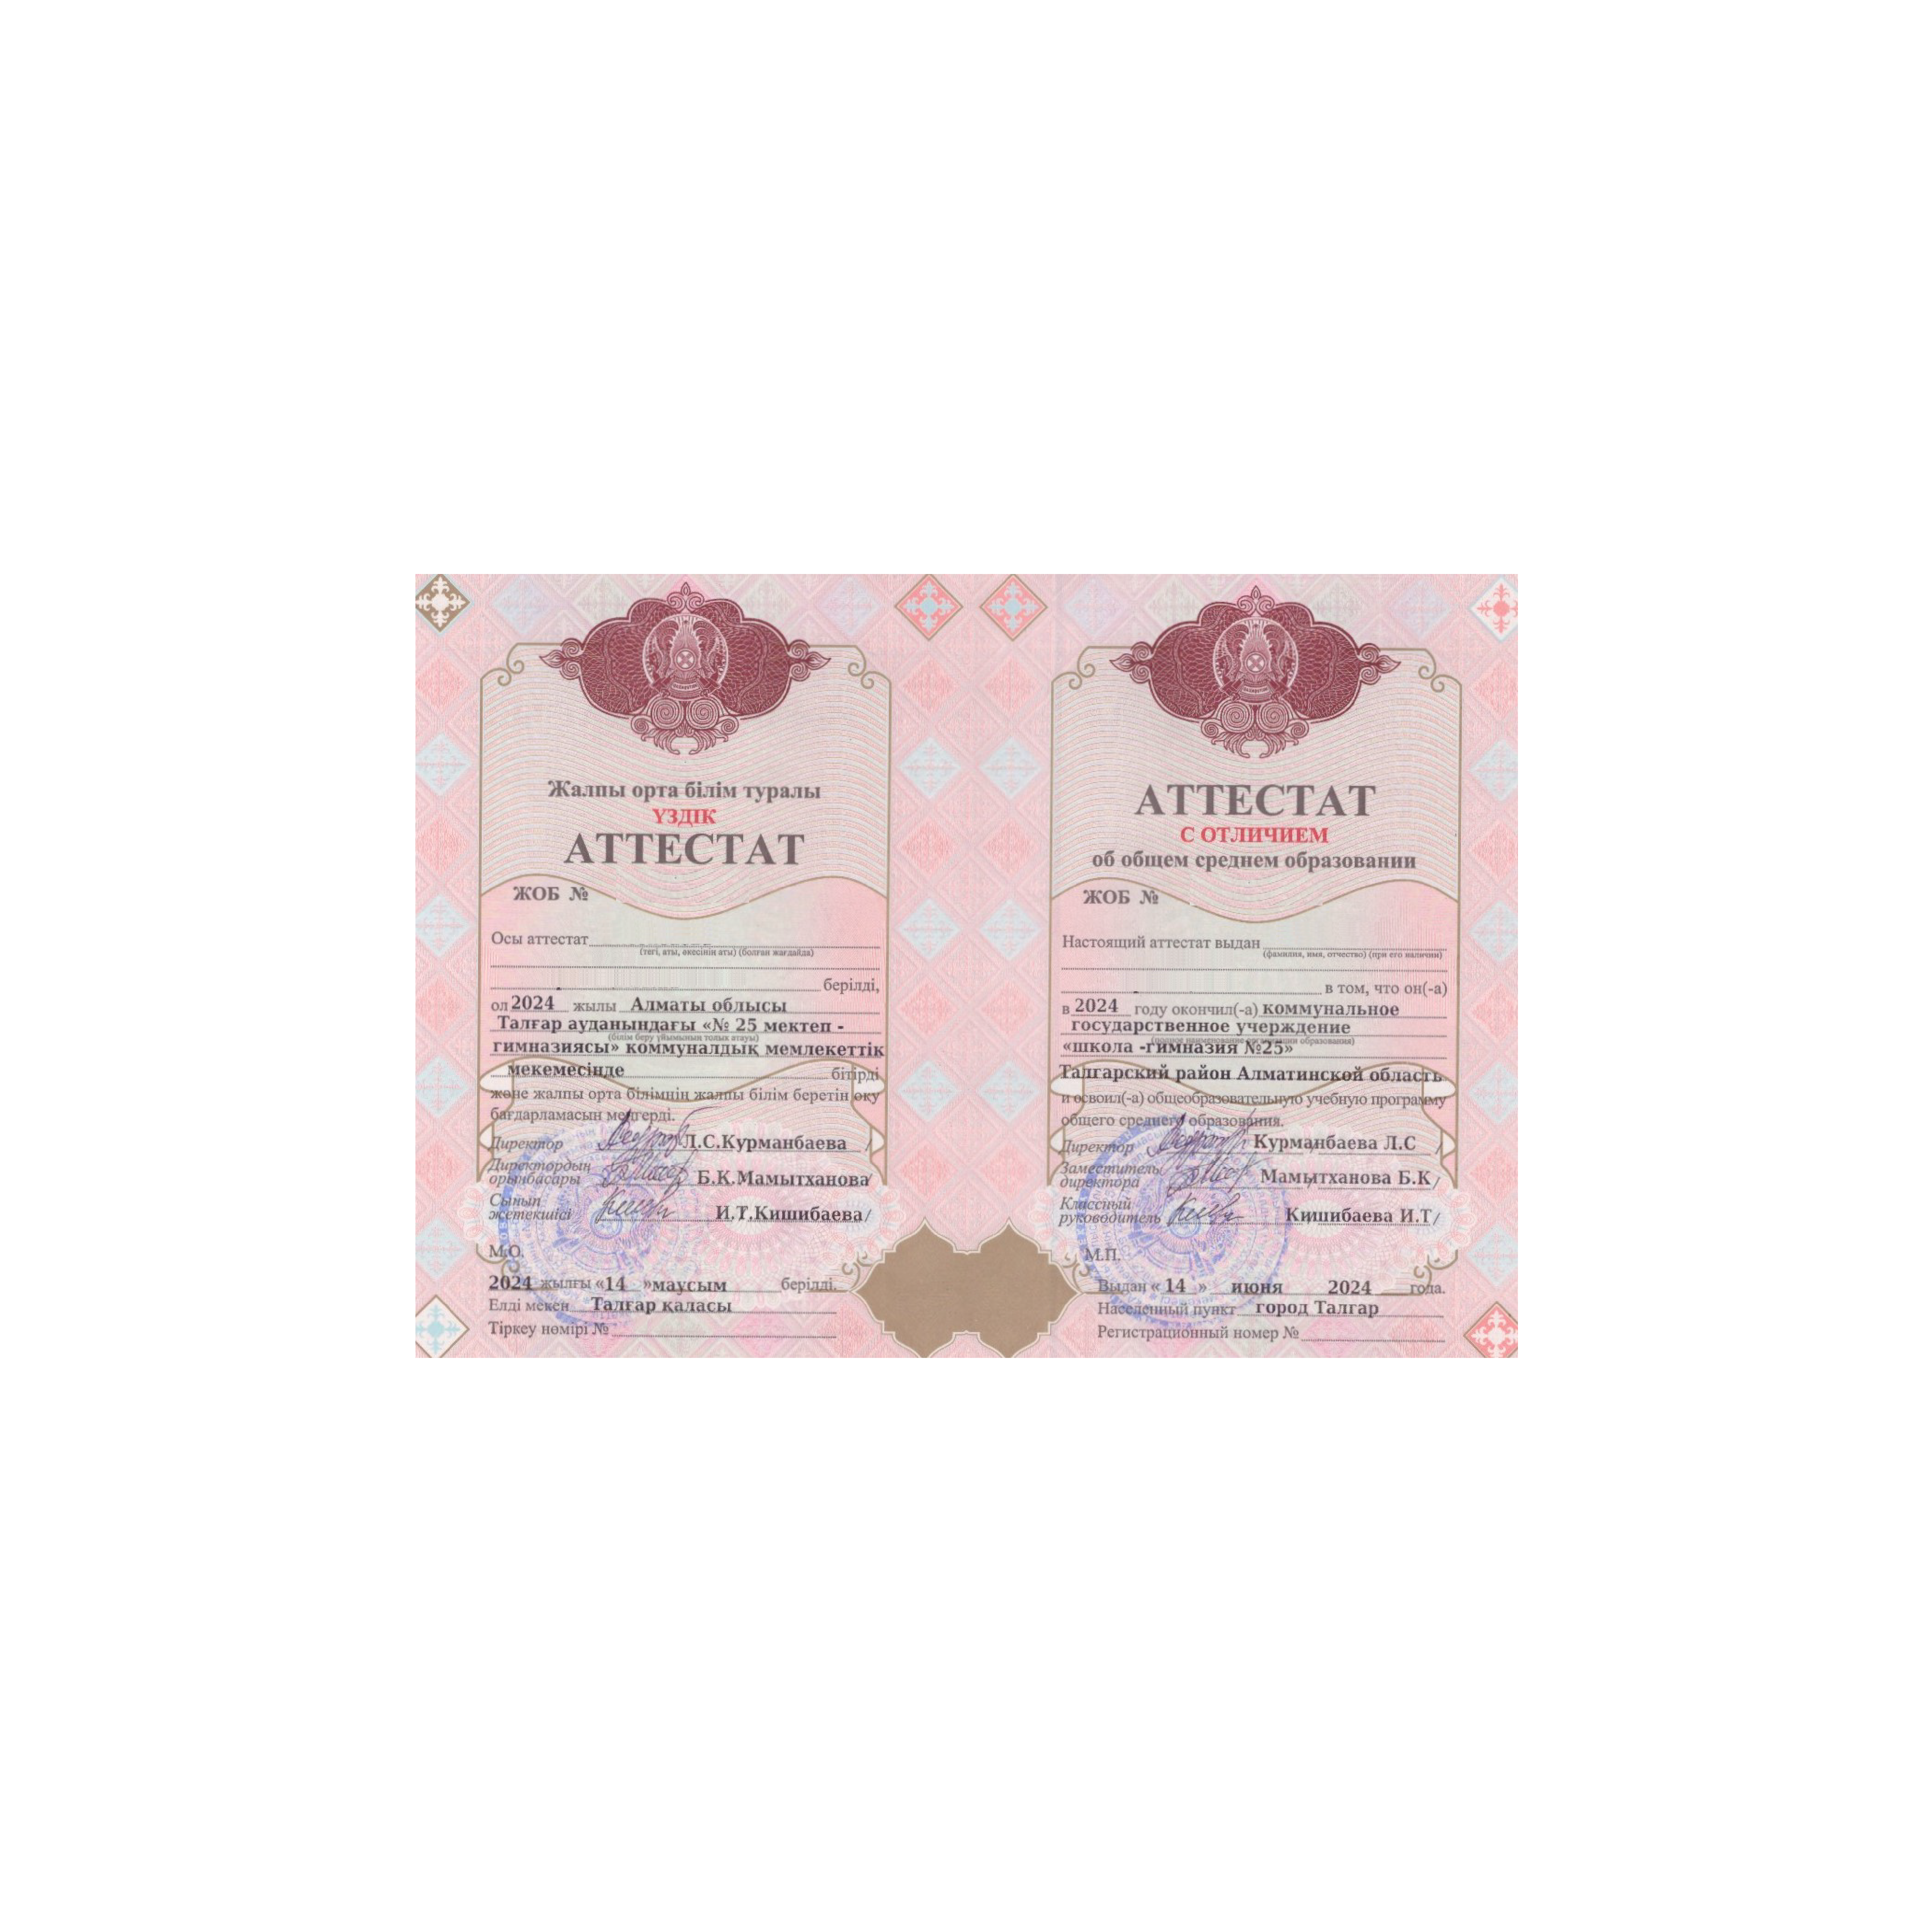 Жалпы орта білім туралы
ҮЗДІК
АТТЕСТАТ
ЖОБ №
Осы аттестат
(тегі, аты, әкесінің аты) (болған жағдайда)
берілді,
ол 2024 жылы Алматы облысы
Талғар ауданындағы «№ 25 мектеп -
(білім беру ұйымының толық атауы)
гимназиясы» коммуналдық мемлекеттік
мекемесінде бітірді
және жалпы орта білімнің жалпы білім беретін оқу
бағдарламасын меңгерді.
Директор Л.С.Курманбаева /
Директордың
орынбасары Б.К.Мамытханова/
Сынып
жетекшісі И.Т.Кишибаева/
М.О.
2024 жылғы «14 »маусым берілді.
Елді мекен Талғар қаласы
Тіркеу нөмірі №
АТТЕСТАТ
С ОТЛИЧИЕМ
об общем среднем образовании
ЖОБ №
Настоящий аттестат выдан
(фамилия, имя, отчество) (при его наличии)
в том, что он(-а)
в 2024 году окончил(-а) коммунальное
государственное учерждение
(полное наименование организации образования)
«школа -гимназия №25»
Талгарский район Алматинской область
и освоил(-а) общеобразовательную учебную программу
общего среднего образования.
Директор Курманбаева Л.С /
Заместитель
директора Мамытханова Б.К /
Классный
руководитель Кишибаева И.Т/
М.П.
Выдан « 14 » июня 2024 года.
Населенный пункт город Талгар
Регистрационный номер №